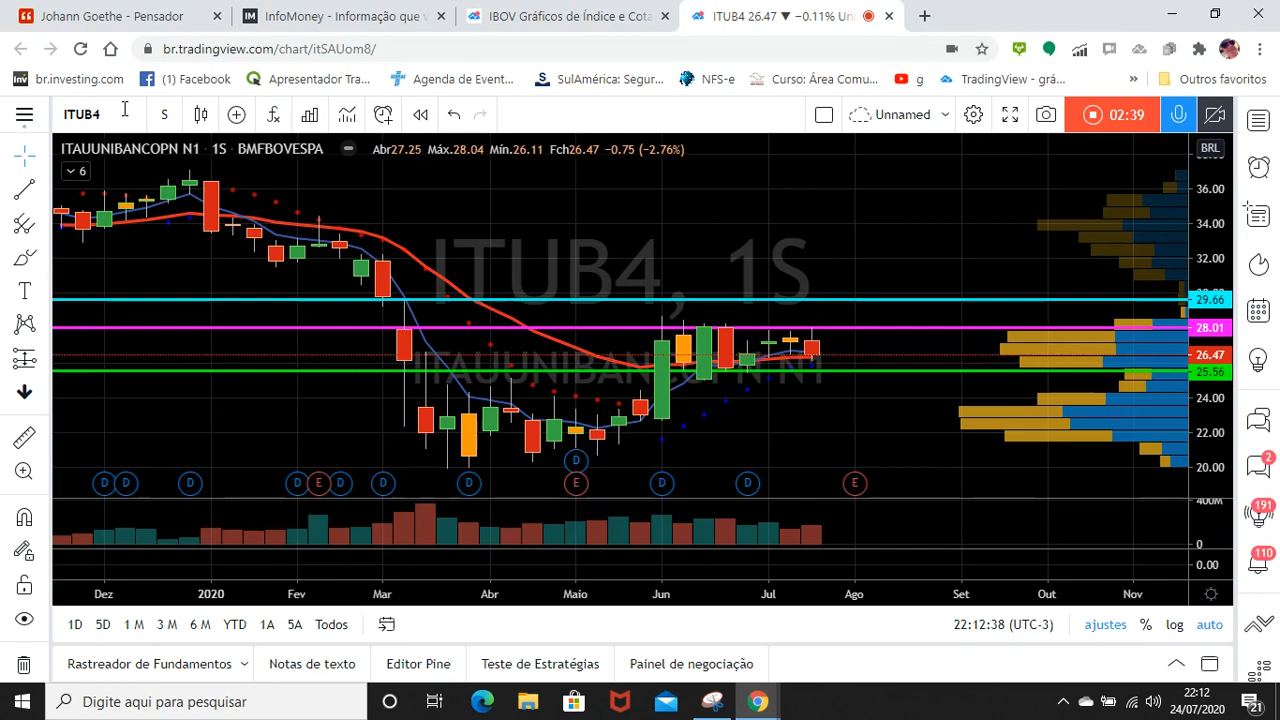 Johann Goethe - Pensador
InfoMoney - Informação que v
IBOV Gráficos de Índice e Cota
ITUB4 26.47 ▼ −0.11% Un
br.tradingview.com/chart/itSAUom8/
br.investing.com
(1) Facebook
Apresentador Tra...
Agenda de Event...
SulAmérica: Segur...
NFS-e
Curso: Área Comu...
g
TradingView - grá...
»
Outros favoritos
ITUB4
S
Unnamed
02:39
ITAUUNIBANCOPN N1 · 1S · BMFBOVESPA
Abr27.25 Máx.28.04 Mín.26.11 Fch26.47 −0.75 (−2.76%)
BRL
6
ITUB4, 1S
ITAUUNIBANCOPN N1
36.00
34.00
32.00
29.66
28.01
26.47
25.56
24.00
22.00
20.00
D D D D E D D D D E D D E
400M
0
0.00
Dez 2020 Fev Mar Abr Maio Jun Jul Ago Set Out Nov
1D 5D 1 M 3 M 6 M YTD 1A 5A Todos
22:12:38 (UTC-3)
ajustes % log auto
Rastreador de Fundamentos
Notas de texto
Editor Pine
Teste de Estratégias
Painel de negociação
2
191
110
Digite aqui para pesquisar
22:12
24/07/2020
21